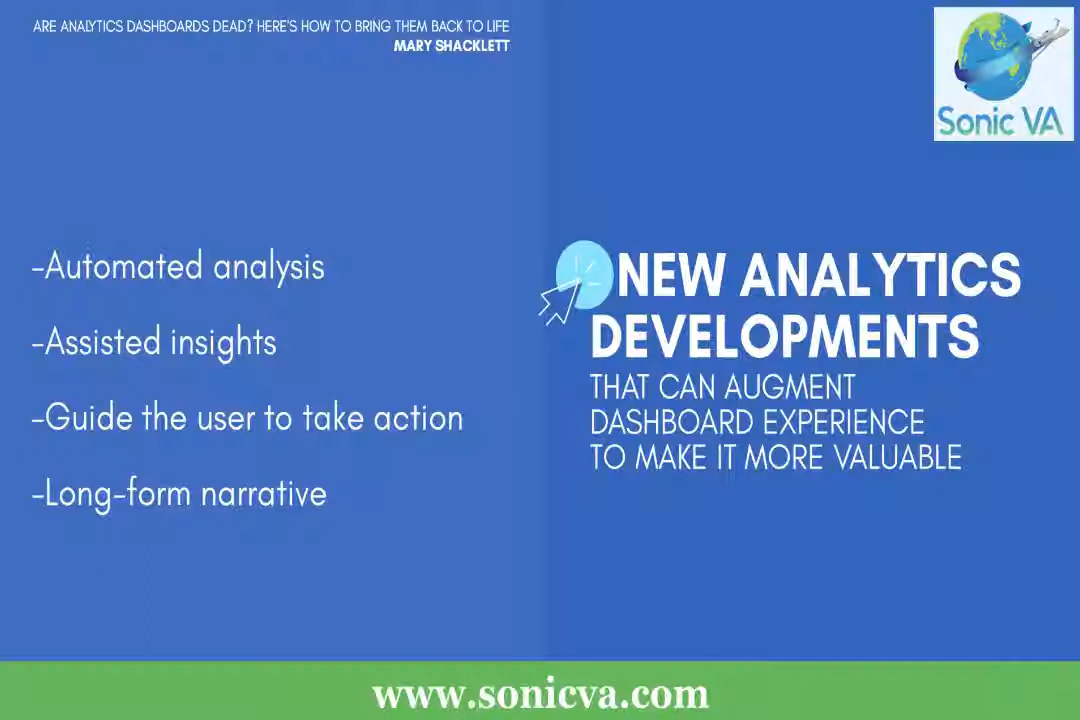 ARE ANALYTICS DASHBOARDS DEAD? HERE'S HOW TO BRING THEM BACK TO LIFE
MARY SHACKLETT
Sonic VA
-Automated analysis
-Assisted insights
-Guide the user to take action
-Long-form narrative
NEW ANALYTICS
DEVELOPMENTS
THAT CAN AUGMENT
DASHBOARD EXPERIENCE
TO MAKE IT MORE VALUABLE
www.sonicva.com